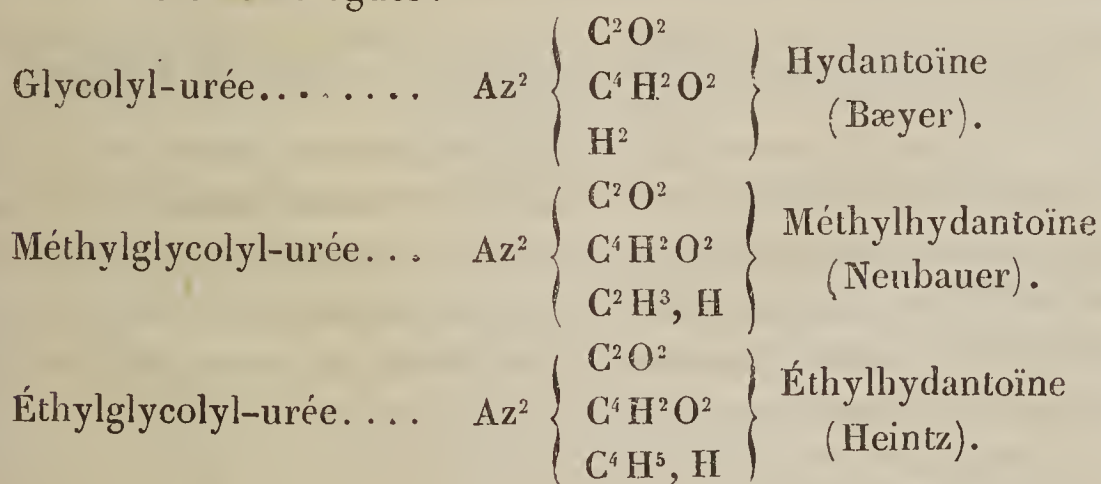 Glycolyl-urée........ Az² { C²O² } Hydantoïne
C⁴H²O² (Bæyer).
H²
Méthylglycolyl-urée... Az² { C²O² } Méthylhydantoïne
C⁴H²O² (Neubauer).
C²H³, H
Éthylglycolyl-urée.... Az² { C²O² } Éthylhydantoïne
C⁴H²O² (Heintz).
C⁴H⁵, H